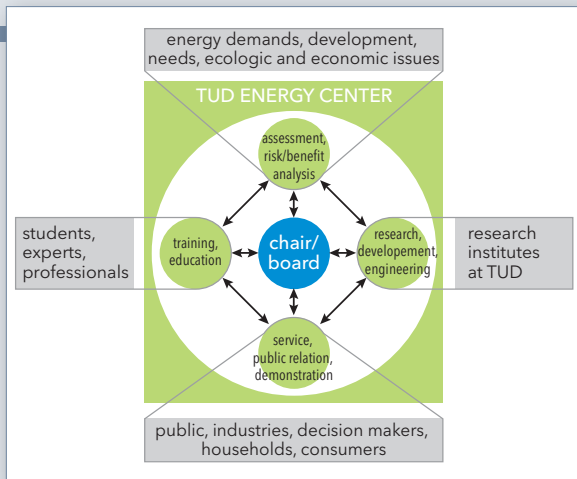 energy demands, development,
needs, ecologic and economic issues
TUD ENERGY CENTER
assessment,
risk/benefit
analysis
students,
experts,
professionals
training,
education
chair/
board
research,
developement,
engineering
research
institutes
at TUD
service,
public relation,
demonstration
public, industries, decision makers,
households, consumers